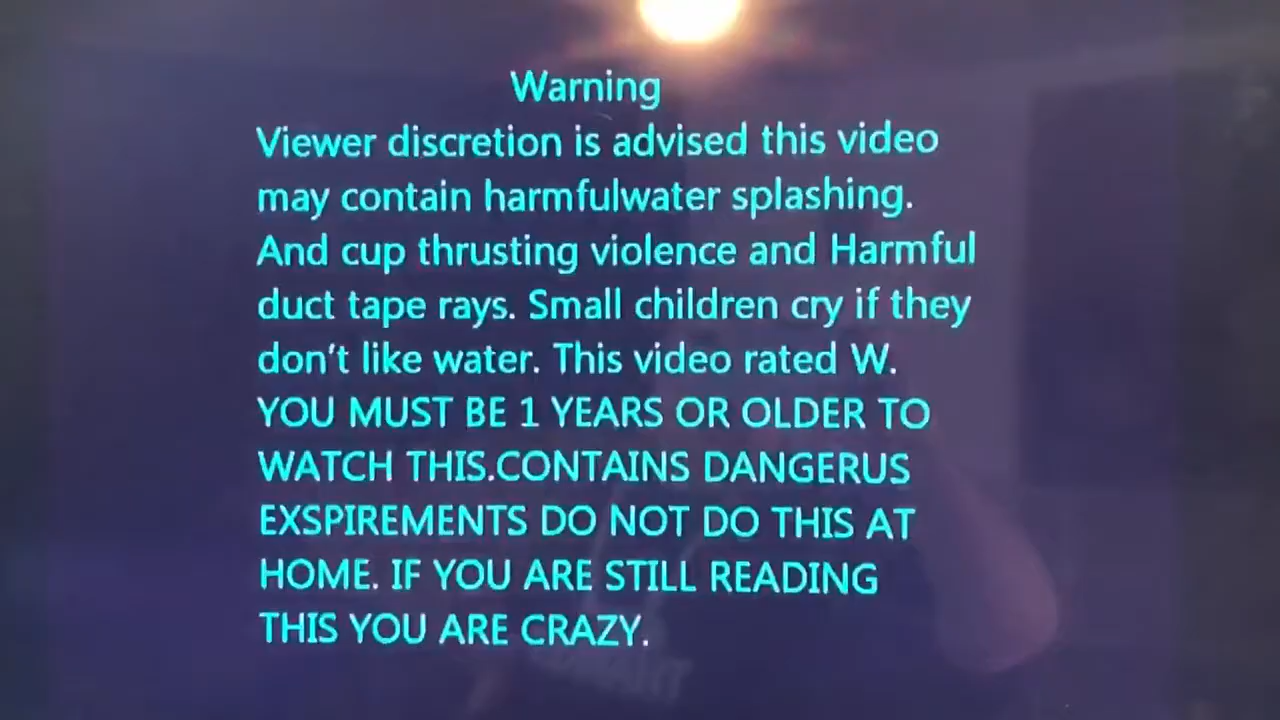 Warning
Viewer discretion is advised this video
may contain harmfulwater splashing.
And cup thrusting violence and Harmful
duct tape rays. Small children cry if they
don't like water. This video rated W.
YOU MUST BE 1 YEARS OR OLDER TO
WATCH THIS.CONTAINS DANGERUS
EXSPIREMENTS DO NOT DO THIS AT
HOME. IF YOU ARE STILL READING
THIS YOU ARE CRAZY.